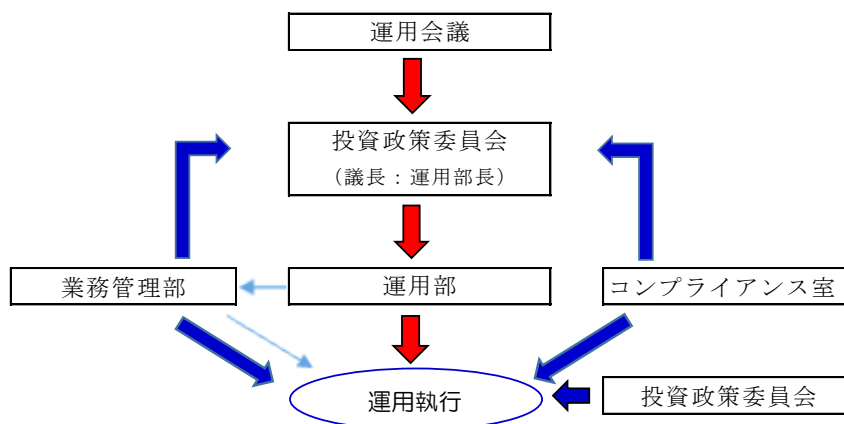 運用会議
投資政策委員会
(議長：運用部長)
業務管理部
運用部
コンプライアンス室
運用執行
投資政策委員会